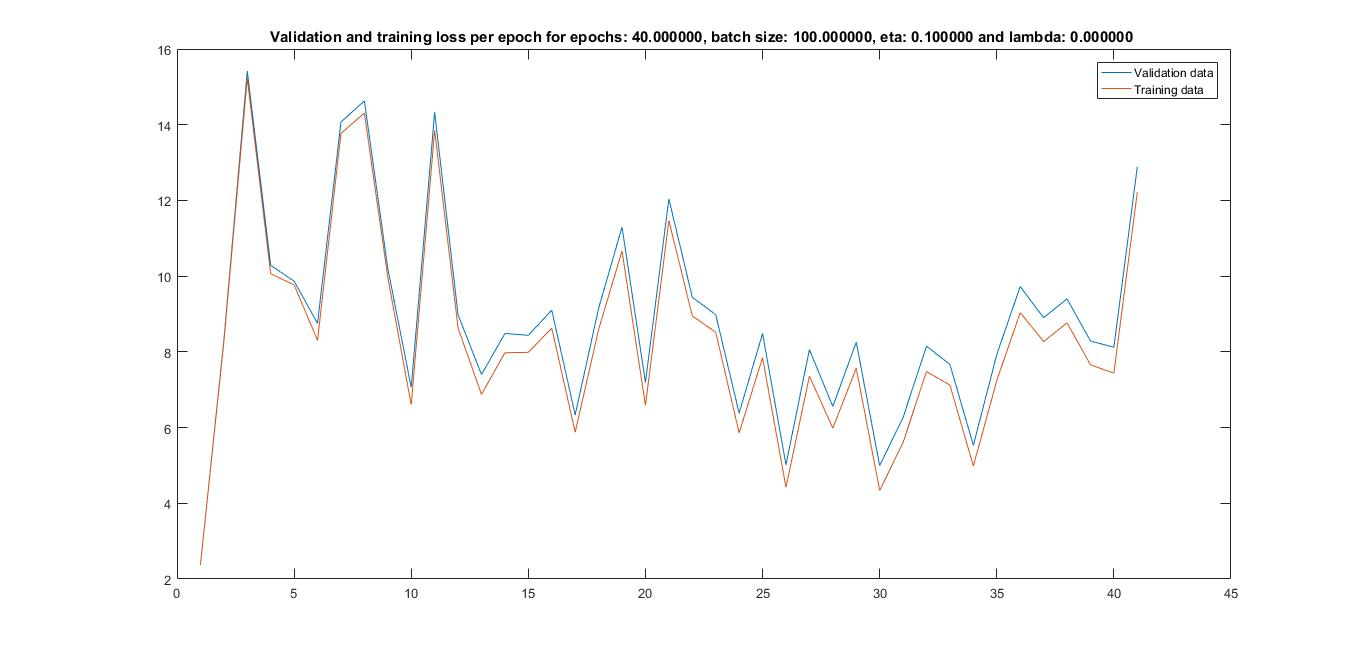 Validation and training loss per epoch for epochs: 40.000000, batch size: 100.000000, eta: 0.100000 and lambda: 0.000000
Validation data
Training data
16
14
12
10
8
6
4
2
0 5 10 15 20 25 30 35 40 45